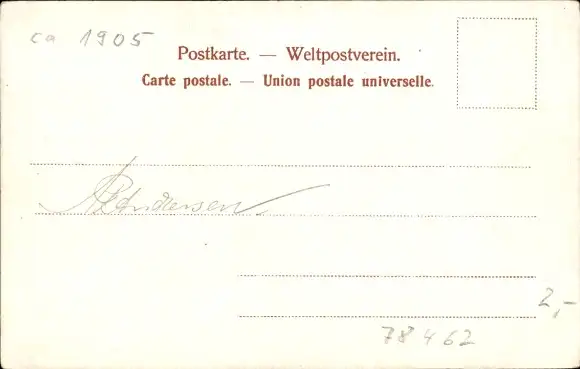 ca 1905
Postkarte. — Weltpostverein.
Carte postale. — Union postale universelle.
Andersen
2,-
78462